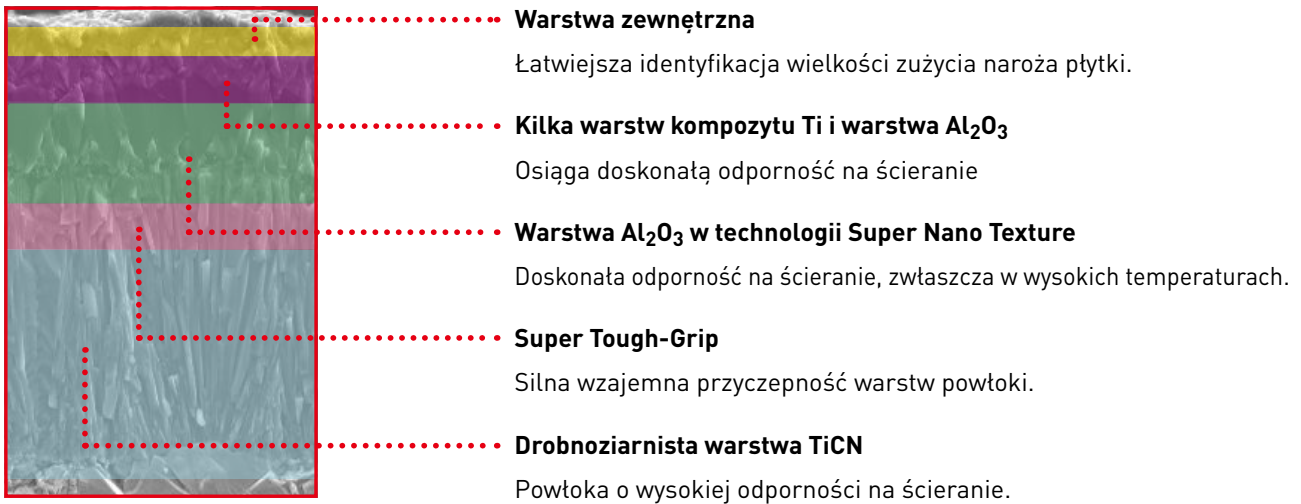 Warstwa zewnętrzna
Łatwiejsza identyfikacja wielkości zużycia naroża płytki.
Kilka warstw kompozytu Ti i warstwa Al₂O₃
Osiąga doskonałą odporność na ścieranie
Warstwa Al₂O₃ w technologii Super Nano Texture
Doskonała odporność na ścieranie, zwłaszcza w wysokich temperaturach.
Super Tough-Grip
Silna wzajemna przyczepność warstw powłoki.
Drobnoziarnista warstwa TiCN
Powłoka o wysokiej odporności na ścieranie.